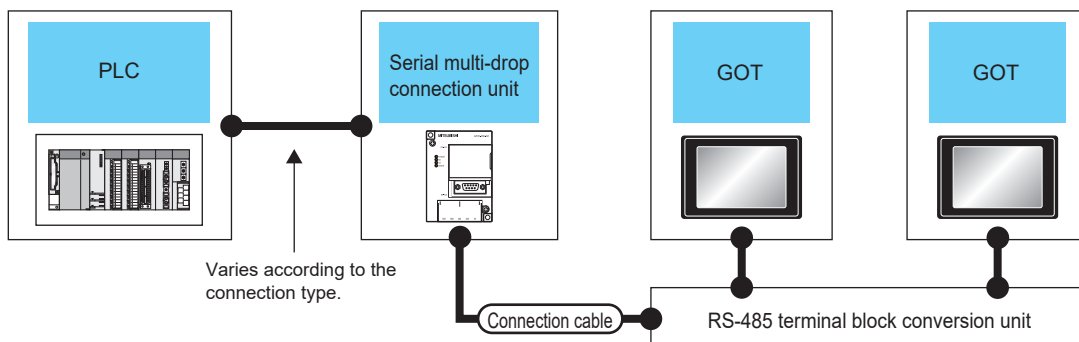 PLC
Serial multi-drop
connection unit
GOT
GOT
MITSUBISHI
Varies according to the
connection type.
Connection cable
RS-485 terminal block conversion unit